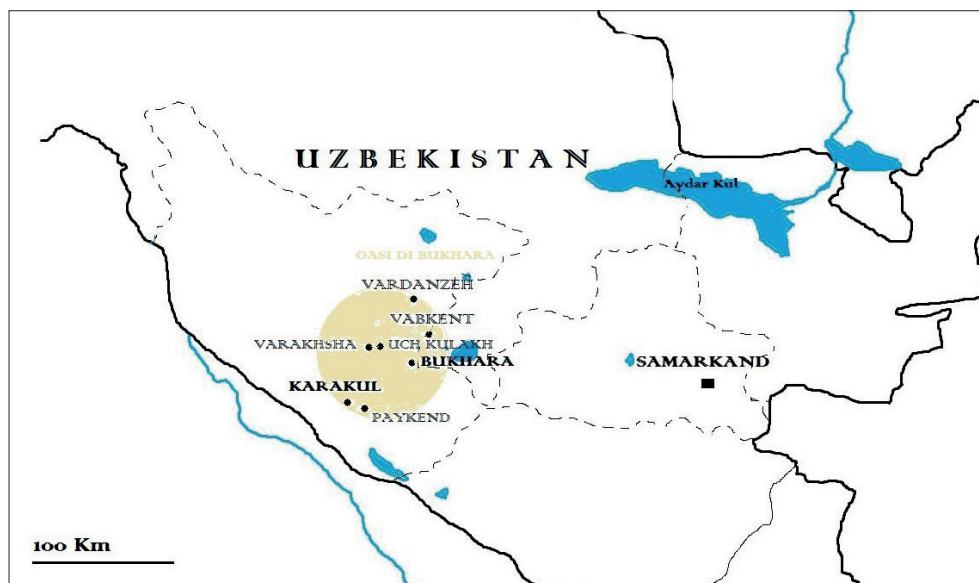 UZBEKISTAN
Aydar Kul
OASI DI BUKHARA
VARDANZEH
VABKENT
VARAKHSHA
UCH KULAKH
BUKHARA
SAMARKAND
KARAKUL
PAYKEND
100 Km